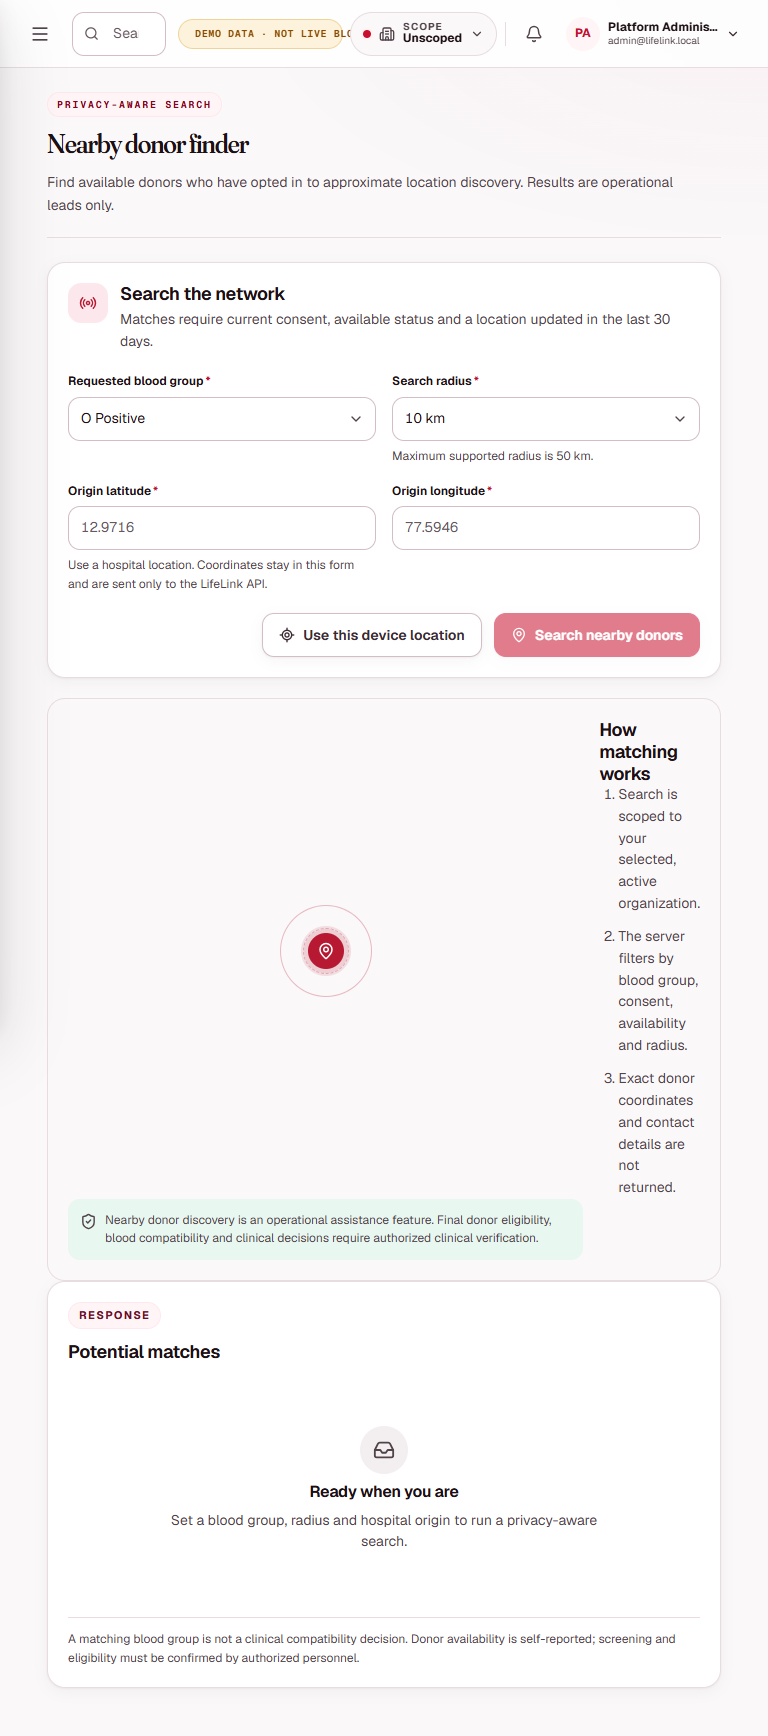 Sea
DEMO DATA · NOT LIVE BLO
SCOPE
Unscoped
PA
Platform Adminis...
admin@lifelink.local
PRIVACY-AWARE SEARCH
Nearby donor finder
Find available donors who have opted in to approximate location discovery. Results are operational
leads only.
Search the network
Matches require current consent, available status and a location updated in the last 30
days.
Requested blood group *
Search radius *
O Positive
10 km
Maximum supported radius is 50 km.
Origin latitude *
Origin longitude *
12.9716
77.5946
Use a hospital location. Coordinates stay in this form
and are sent only to the LifeLink API.
Use this device location
Search nearby donors
How
matching
works
1. Search is
scoped to
your
selected,
active
organization.
2. The server
filters by
blood group,
consent,
availability
and radius.
3. Exact donor
coordinates
and contact
details are
not
returned.
Nearby donor discovery is an operational assistance feature. Final donor eligibility,
blood compatibility and clinical decisions require authorized clinical verification.
RESPONSE
Potential matches
Ready when you are
Set a blood group, radius and hospital origin to run a privacy-aware
search.
A matching blood group is not a clinical compatibility decision. Donor availability is self-reported; screening and
eligibility must be confirmed by authorized personnel.